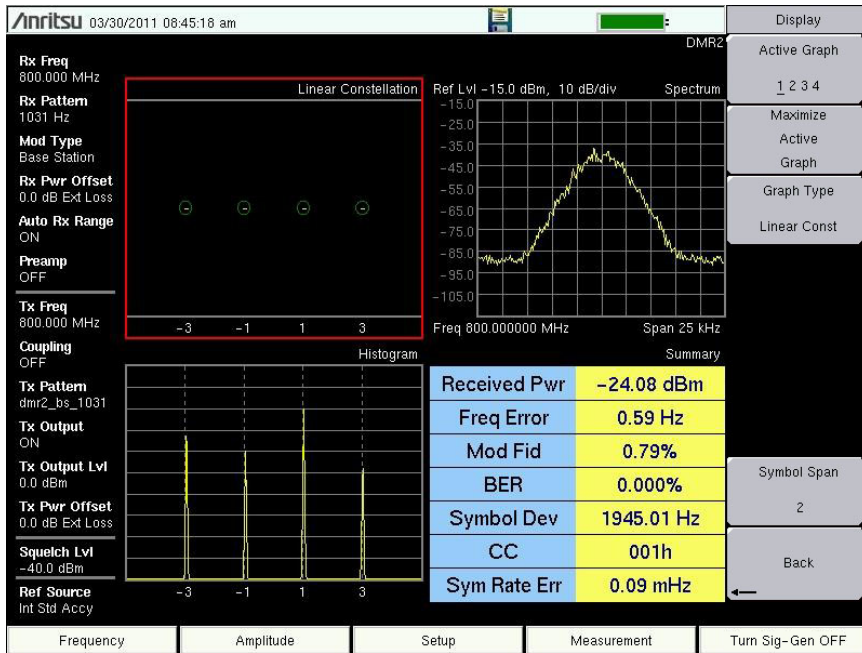 Anritsu 03/30/2011 08:45:18 am
DMR2
Rx Freq
800.000 MHz
Rx Pattern
1031 Hz
Mod Type
Base Station
Rx Pwr Offset
0.0 dB Ext Loss
Auto Rx Range
ON
Preamp
OFF
Tx Freq
800.000 MHz
Coupling
OFF
Tx Pattern
dmr2_bs_1031
Tx Output
ON
Tx Output Lvl
0.0 dBm
Tx Pwr Offset
0.0 dB Ext Loss
Squelch Lvl
-40.0 dBm
Ref Source
Int Std Accy
Linear Constellation
-3 -1 1 3
Ref Lvl -15.0 dBm, 10 dB/div Spectrum
-15.0
-25.0
-35.0
-45.0
-55.0
-65.0
-75.0
-85.0
-95.0
-105.0
Freq 800.000000 MHz Span 25 kHz
Histogram
-3 -1 1 3
Summary
Received Pwr -24.08 dBm
Freq Error 0.59 Hz
Mod Fid 0.79%
BER 0.000%
Symbol Dev 1945.01 Hz
CC 001h
Sym Rate Err 0.09 mHz
Display
Active Graph
1 2 3 4
Maximize
Active
Graph
Graph Type
Linear Const
Symbol Span
2
Back
Frequency Amplitude Setup Measurement Turn Sig-Gen OFF